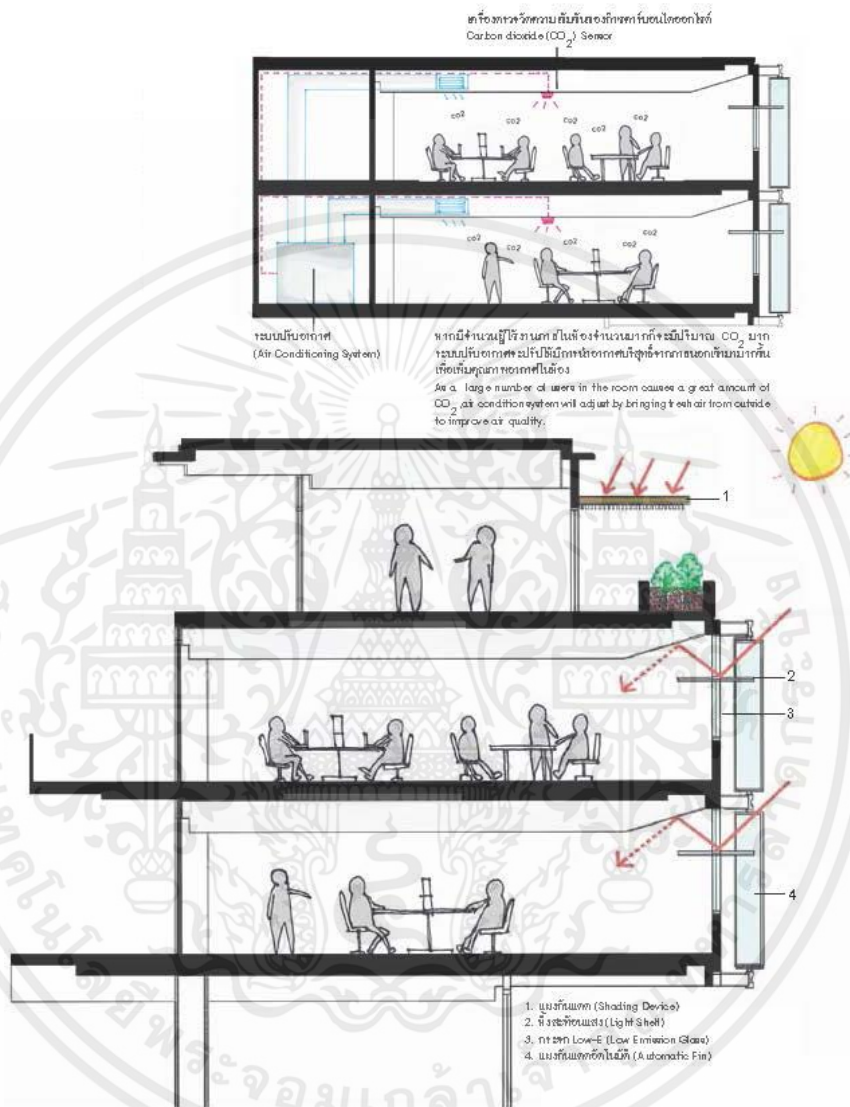 เครื่องตรวจวัดความเข้มข้นของก๊าซคาร์บอนไดออกไซด์
Carbon dioxide (CO2) Sensor
co2 co2 co2 co2 co2
co2 co2 co2 co2 co2
ระบบปรับอากาศ
(Air Conditioning System)
หากมีจำนวนผู้ใช้งานภายในห้องจำนวนมากก็จะมีปริมาณ CO2 มาก
ระบบปรับอากาศจะปรับให้มีการนำอากาศบริสุทธิ์จากภายนอกเข้ามามากขึ้น
เพื่อเพิ่มคุณภาพอากาศในห้อง
As a large number of users in the room causes a great amount of
CO2, air condition system will adjust by bringing fresh air from outside
to improve air quality.
1
2
3
4
1. แผงกันแดด (Shading Device)
2. หิ้งสะท้อนแสง (Light Shelf)
3. กระจก Low-E (Low Emission Glass)
4. แผงกันแดดอัตโนมัติ (Automatic Fin)